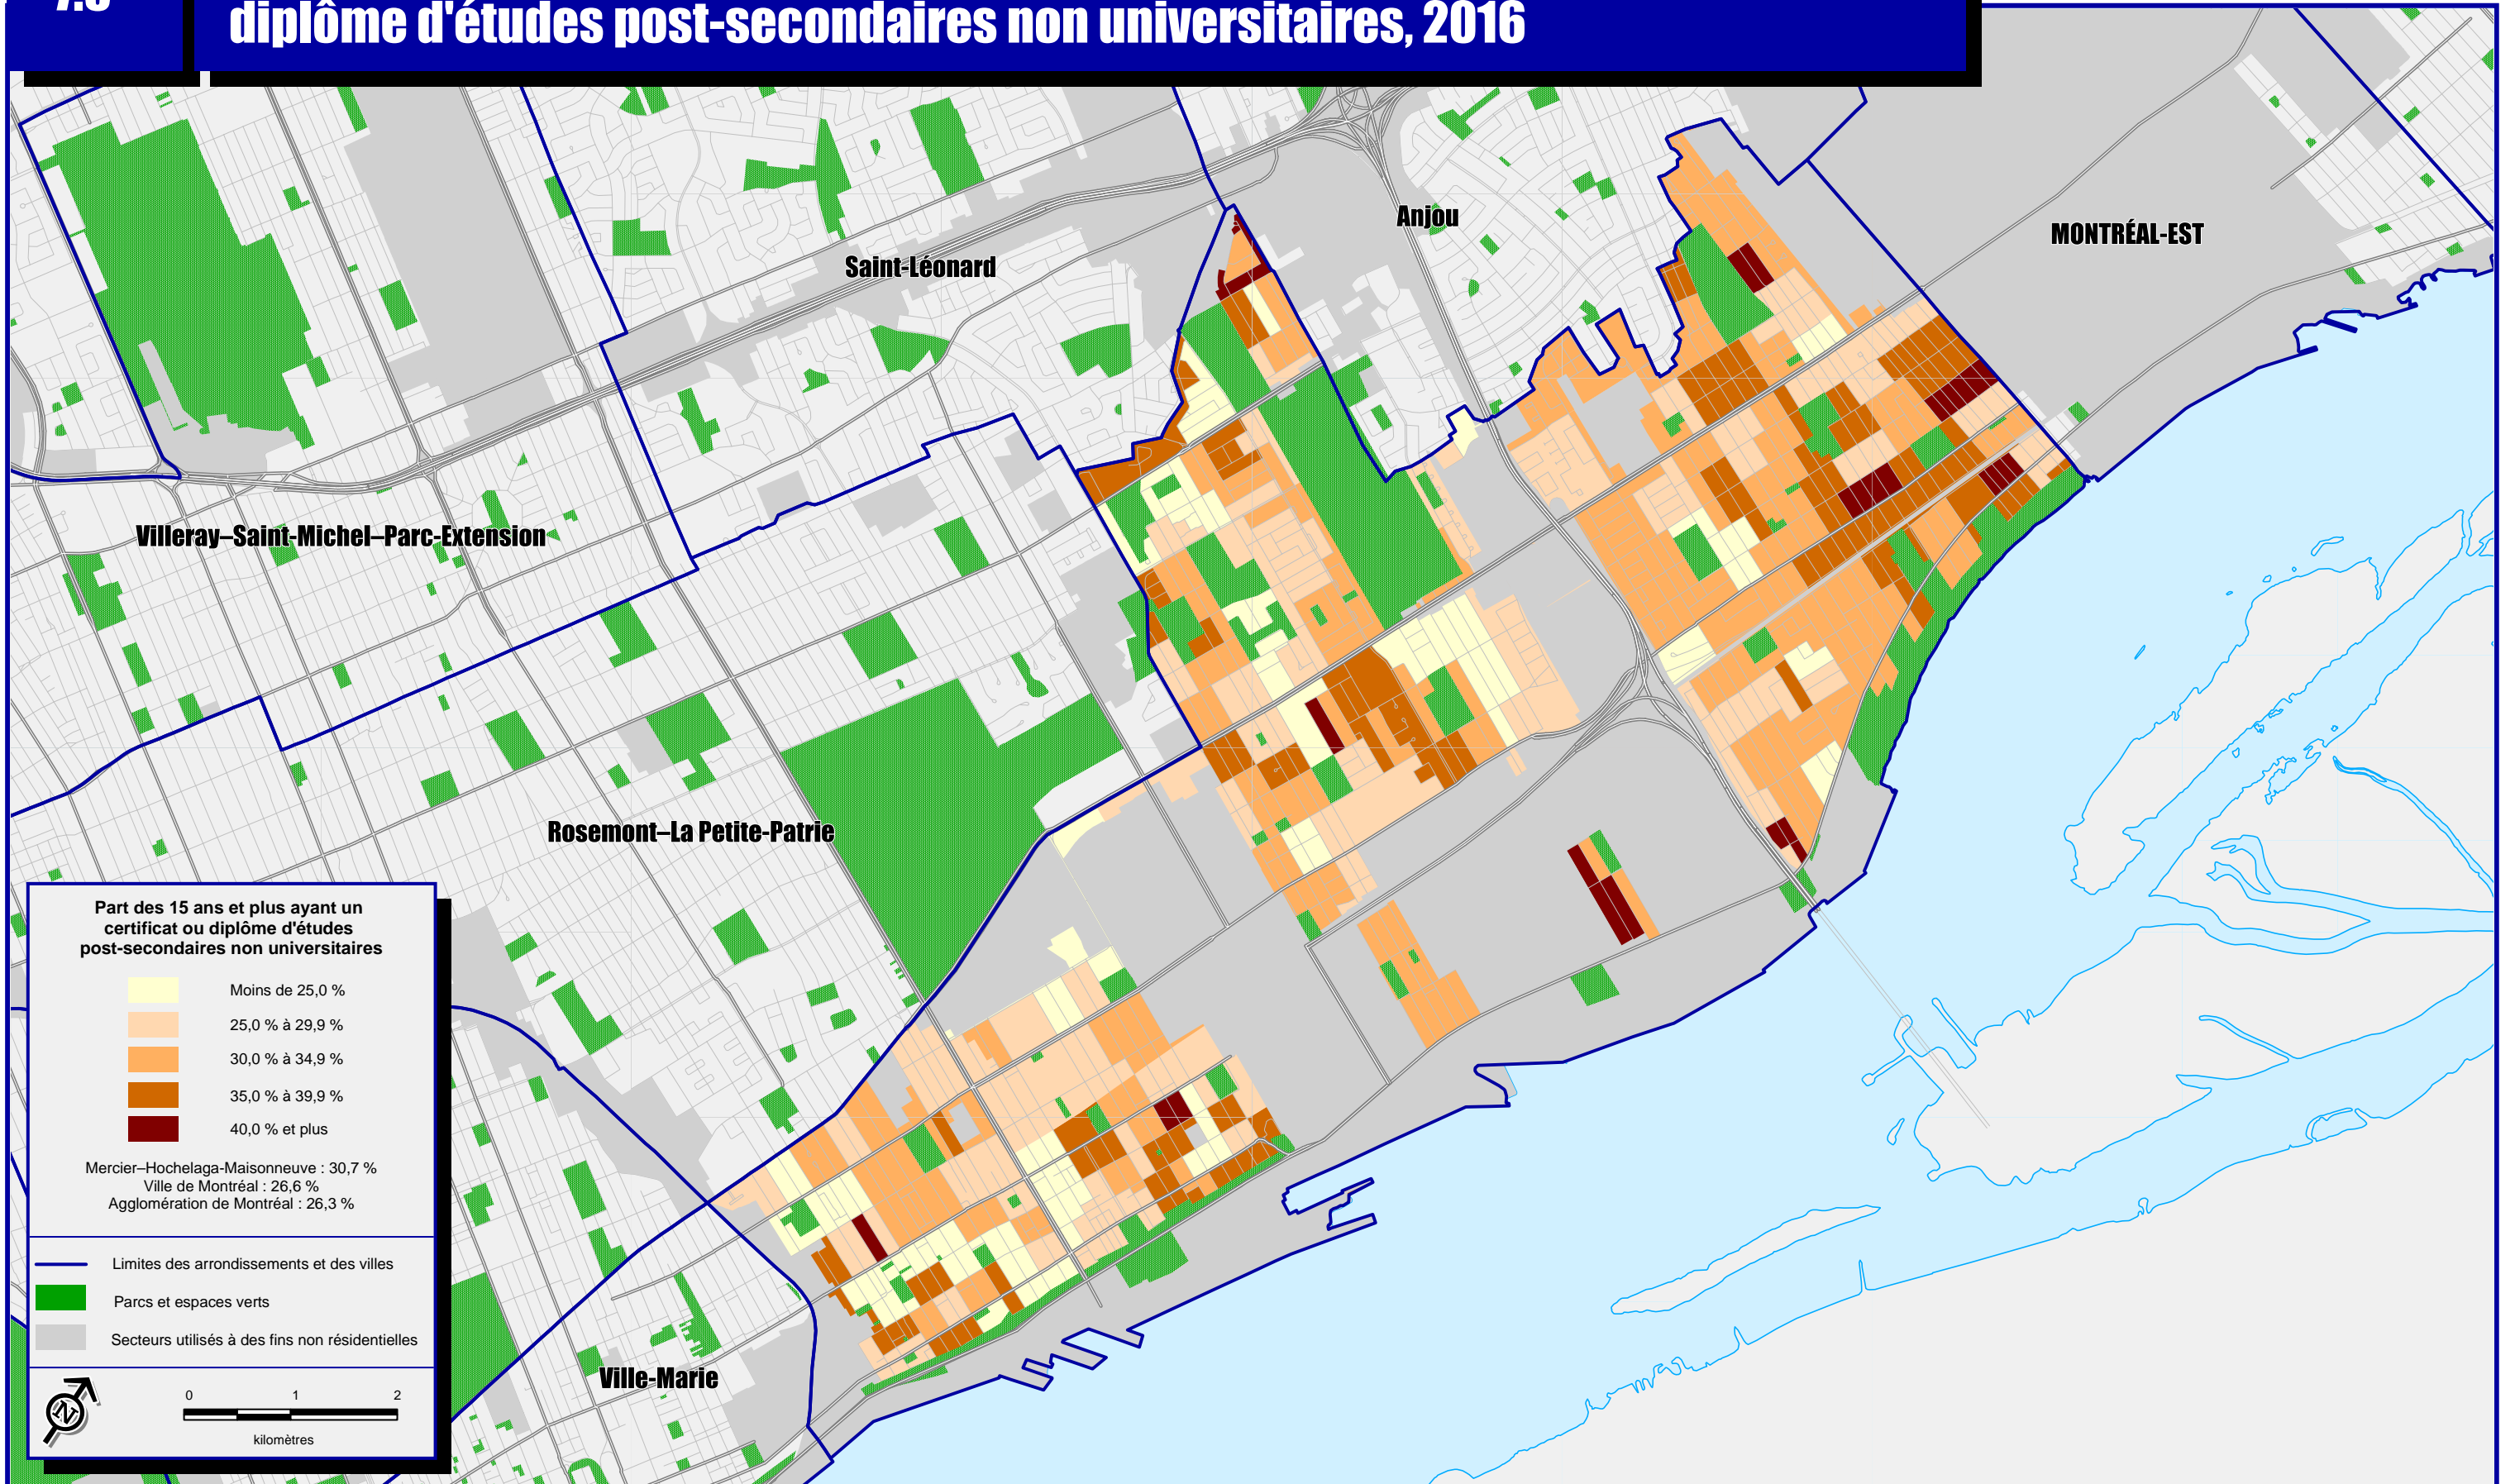 diplôme d'études post-secondaires non universitaires, 2016
Anjou
MONTRÉAL-EST
Saint-Léonard
Villeray–Saint-Michel–Parc-Extension
Rosemont–La Petite-Patrie
Ville-Marie
Part des 15 ans et plus ayant un
certificat ou diplôme d'études
post-secondaires non universitaires
Moins de 25,0 %
25,0 % à 29,9 %
30,0 % à 34,9 %
35,0 % à 39,9 %
40,0 % et plus
Mercier–Hochelaga-Maisonneuve : 30,7 %
Ville de Montréal : 26,6 %
Agglomération de Montréal : 26,3 %
Limites des arrondissements et des villes
Parcs et espaces verts
Secteurs utilisés à des fins non résidentielles
N
0 1 2
kilomètres